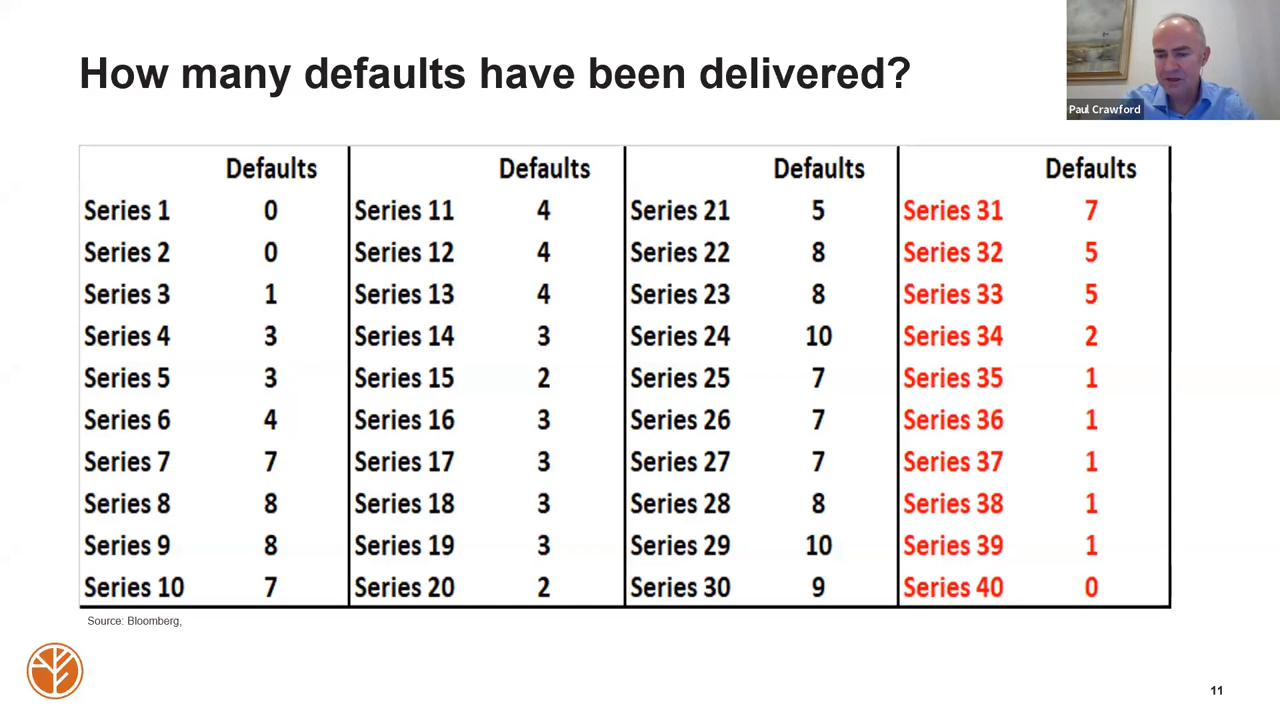 How many defaults have been delivered?
Paul Crawford
Defaults Defaults Defaults Defaults
Series 1 0 Series 11 4 Series 21 5 Series 31 7
Series 2 0 Series 12 4 Series 22 8 Series 32 5
Series 3 1 Series 13 4 Series 23 8 Series 33 5
Series 4 3 Series 14 3 Series 24 10 Series 34 2
Series 5 3 Series 15 2 Series 25 7 Series 35 1
Series 6 4 Series 16 3 Series 26 7 Series 36 1
Series 7 7 Series 17 3 Series 27 7 Series 37 1
Series 8 8 Series 18 3 Series 28 8 Series 38 1
Series 9 8 Series 19 3 Series 29 10 Series 39 1
Series 10 7 Series 20 2 Series 30 9 Series 40 0
Source: Bloomberg,
11